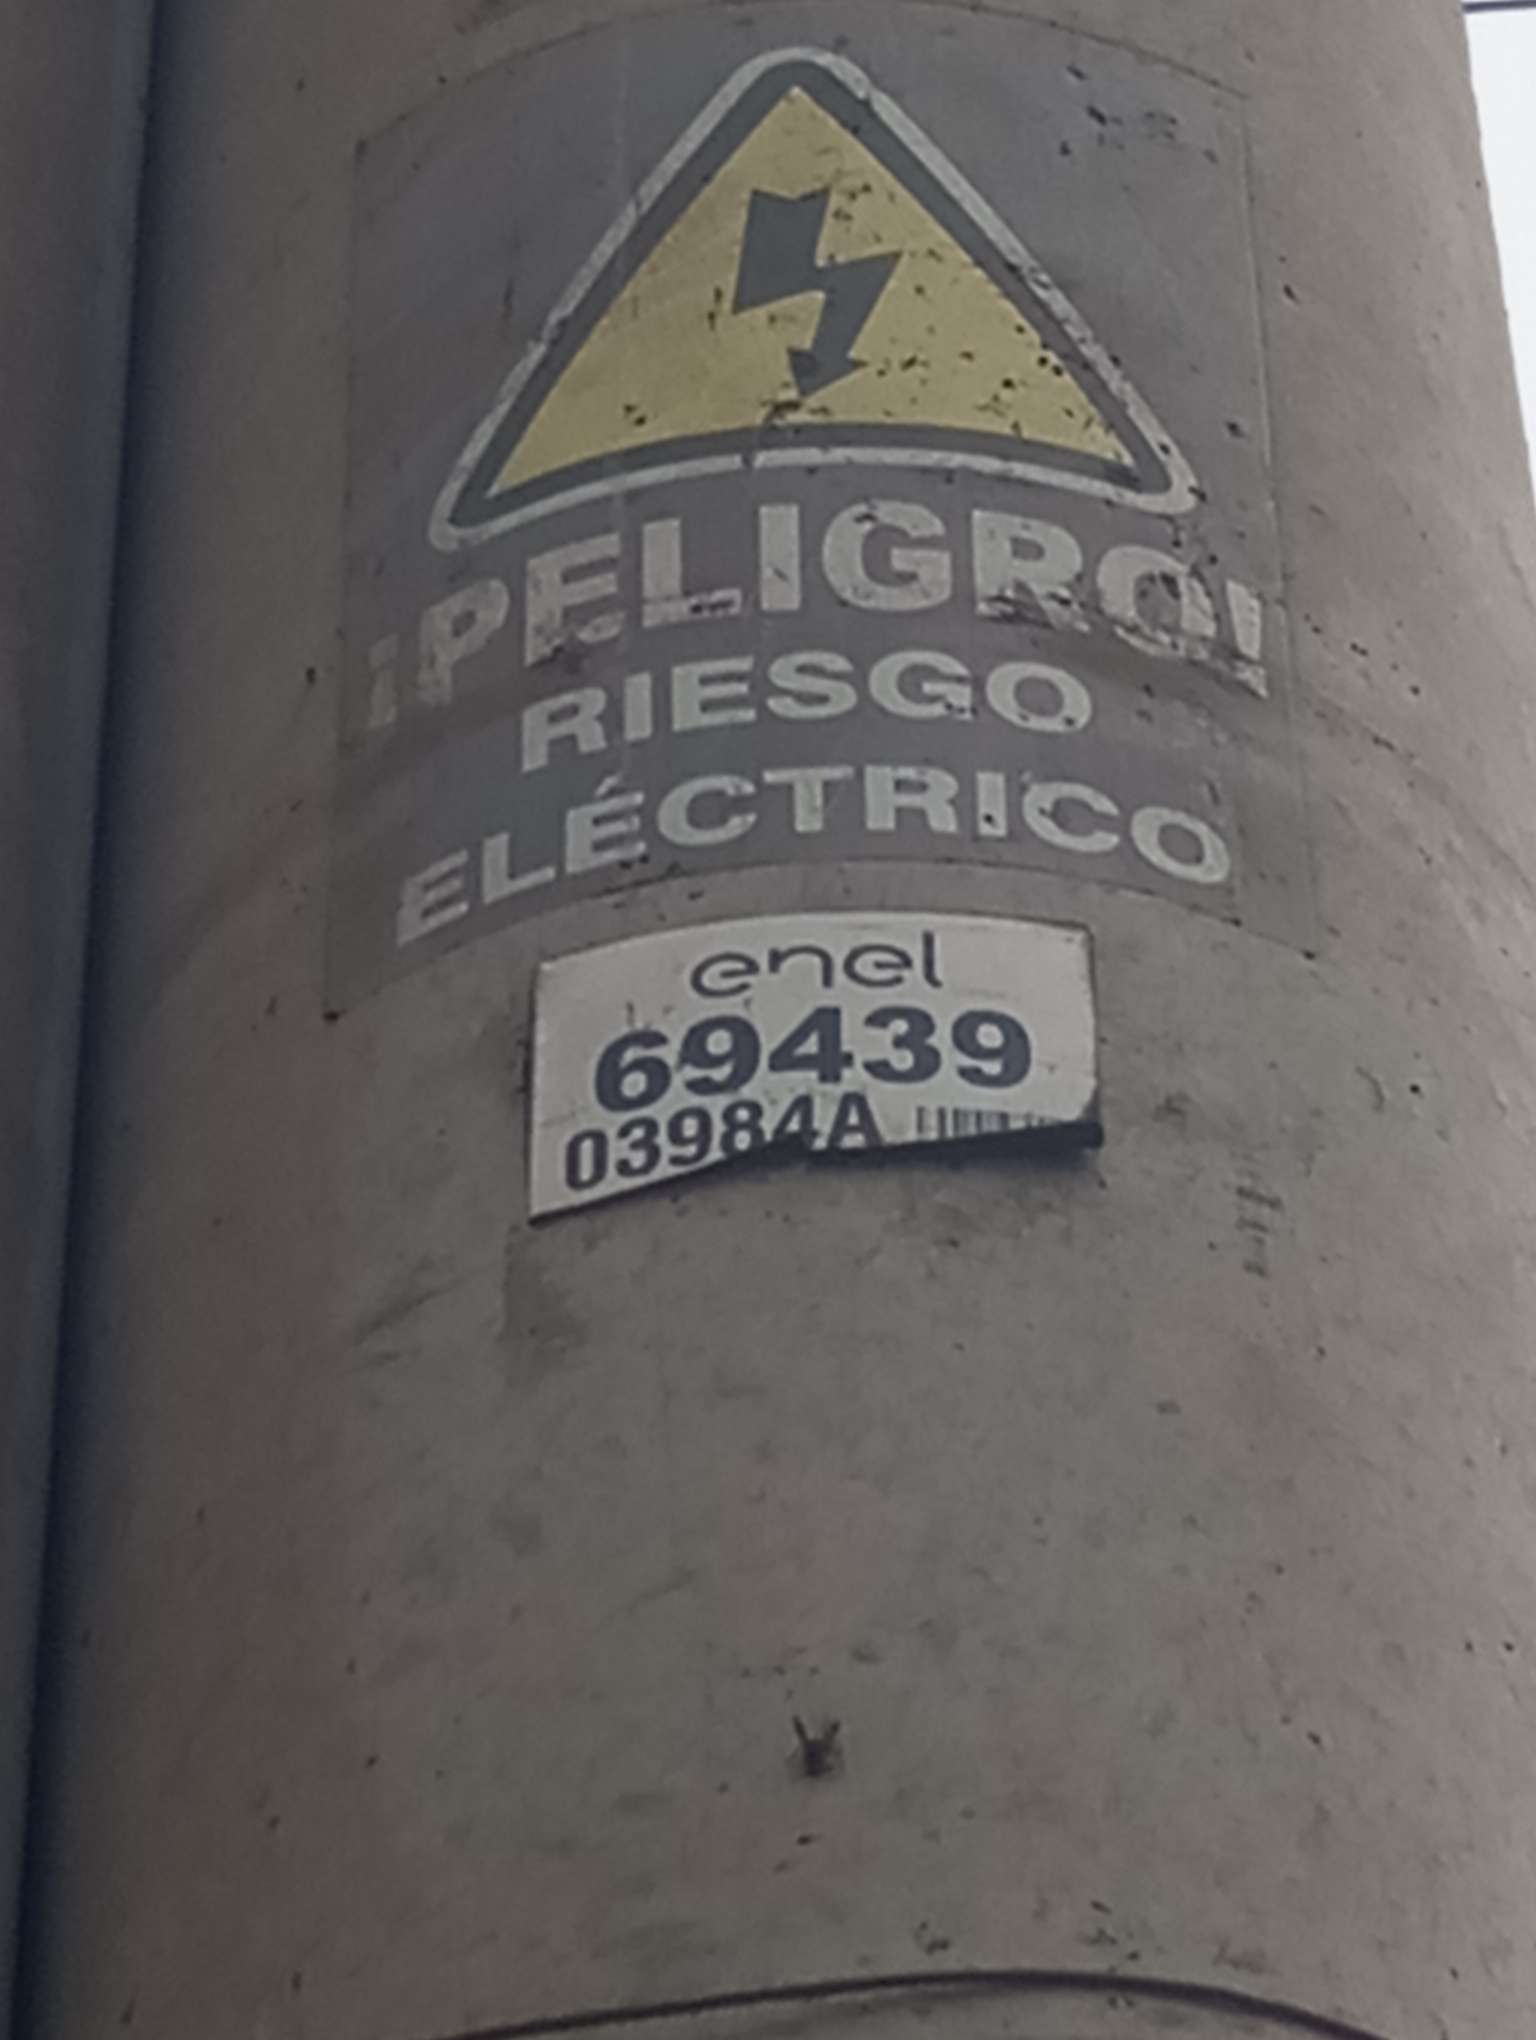 ¡PELIGRO!
RIESGO
ELÉCTRICO
enel
69439
03984A